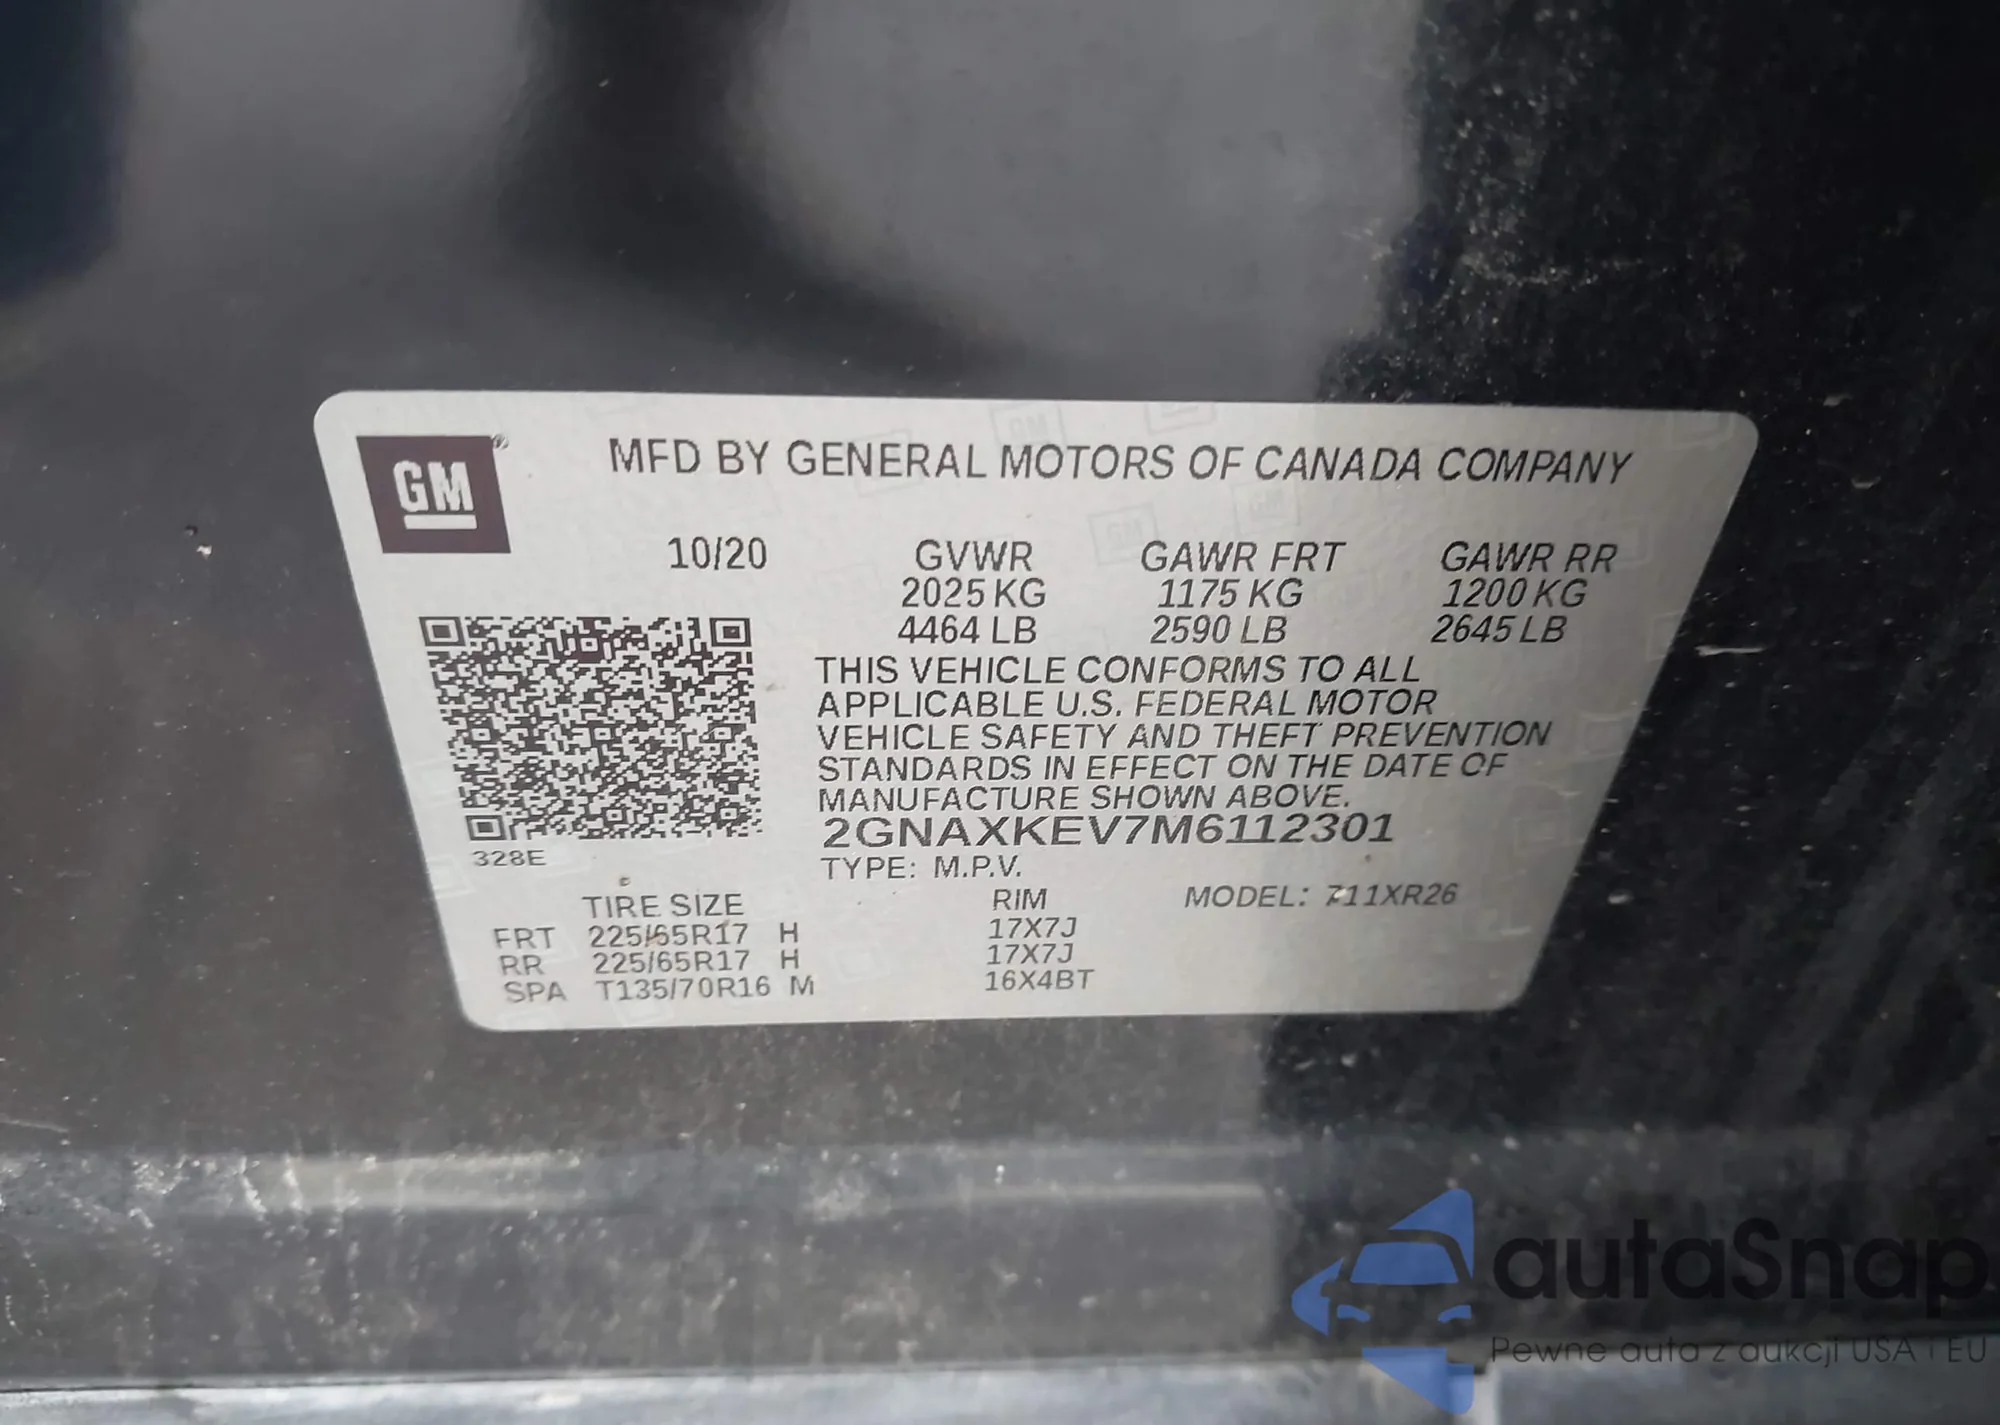 GM®
MFD BY GENERAL MOTORS OF CANADA COMPANY
10/20 GVWR GAWR FRT GAWR RR
2025 KG 1175 KG 1200 KG
4464 LB 2590 LB 2645 LB
THIS VEHICLE CONFORMS TO ALL
APPLICABLE U.S. FEDERAL MOTOR
VEHICLE SAFETY AND THEFT PREVENTION
STANDARDS IN EFFECT ON THE DATE OF
MANUFACTURE SHOWN ABOVE.
2GNAXKEV7M6112301
328E
TYPE: M.P.V.
TIRE SIZE RIM MODEL: 711XR26
FRT 225/65R17 H 17X7J
RR 225/65R17 H 17X7J
SPA T135/70R16 M 16X4BT
autaSnap
Pewne auta z aukcji USA i EU